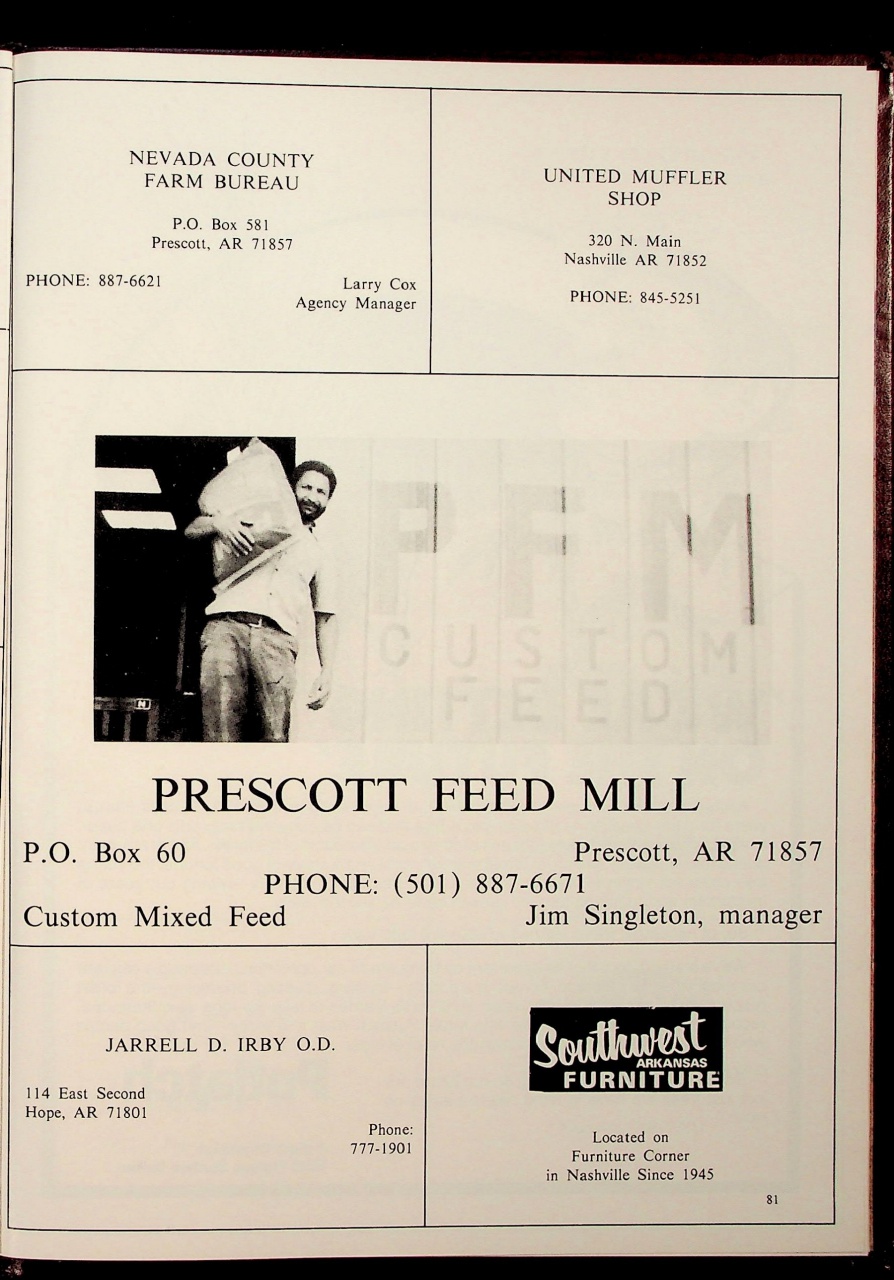 NEVADA COUNTY
FARM BUREAU
P.O. Box 581
Prescott, AR 71857
PHONE: 887-6621
Larry Cox
Agency Manager
UNITED MUFFLER
SHOP
320 N. Main
Nashville AR 71852
PHONE: 845-5251
PFM
CUSTOM
FEED
N
PRESCOTT FEED MILL
P.O. Box 60
Prescott, AR 71857
PHONE: (501) 887-6671
Custom Mixed Feed
Jim Singleton, manager
JARRELL D. IRBY O.D.
114 East Second
Hope, AR 71801
Phone:
777-1901
Southwest
ARKANSAS
FURNITURE
Located on
Furniture Corner
in Nashville Since 1945
81